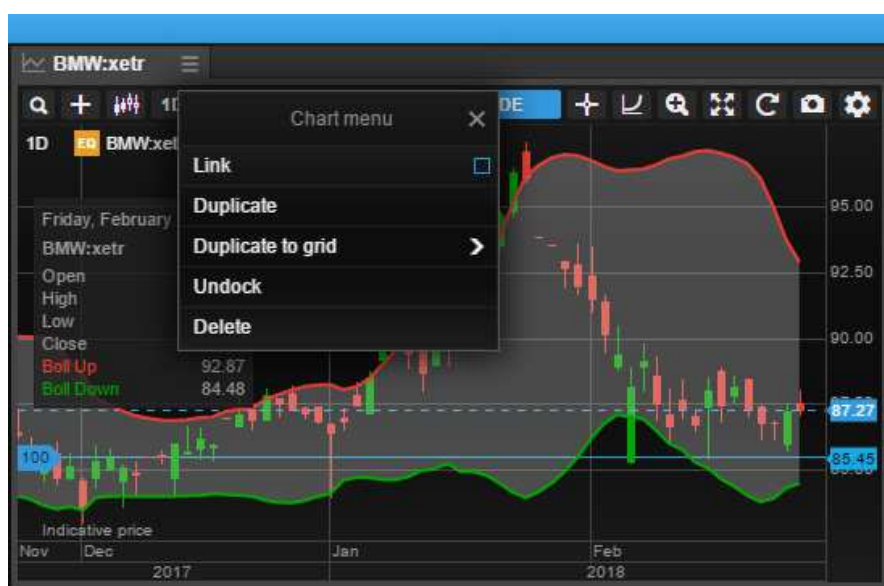 BMW:xetr
1D
DE
Chart menu
1D EQ BMW:xet
Link
Duplicate
Duplicate to grid
Undock
Delete
Friday, February
BMW:xetr
Open
High
Low
Close
Boll Up 92.87
Boll Down 84.48
95.00
92.50
90.00
87.27
100
85.45
Indicative price
Nov Dec Jan Feb
2017 2018